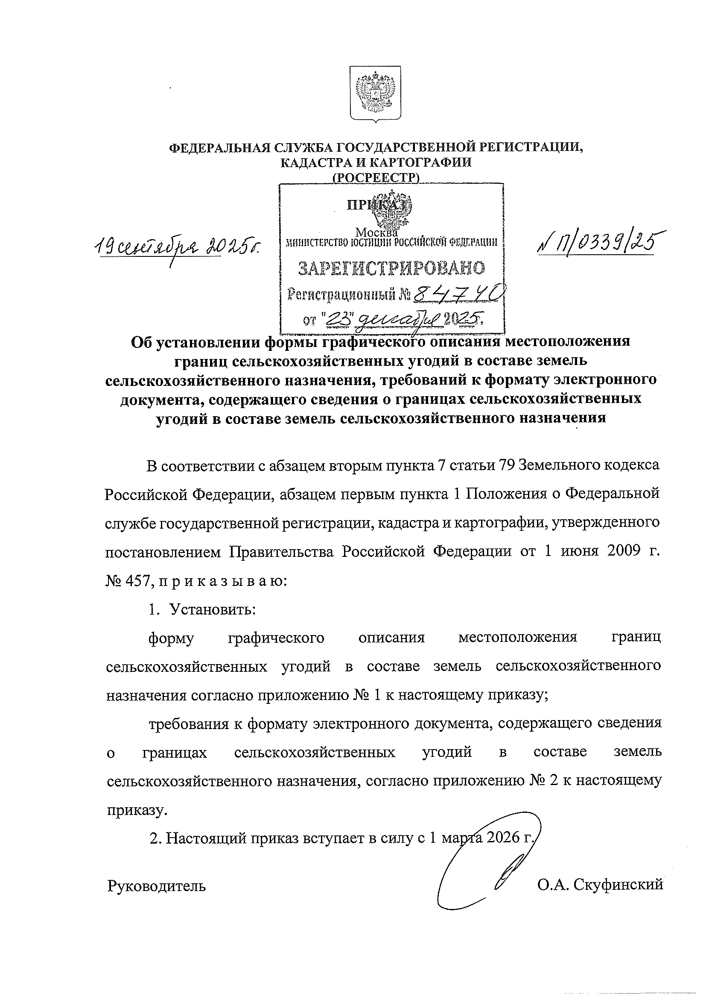 ФЕДЕРАЛЬНАЯ СЛУЖБА ГОСУДАРСТВЕННОЙ РЕГИСТРАЦИИ,
КАДАСТРА И КАРТОГРАФИИ
(РОСРЕЕСТР)
ПРИКАЗ
Москва
19 сентября 2025г.
№ П/0339/25
МИНИСТЕРСТВО ЮСТИЦИИ РОССИЙСКОЙ ФЕДЕРАЦИИ
ЗАРЕГИСТРИРОВАНО
Регистрационный № 84740
от "23" декабря 2025г.
Об установлении формы графического описания местоположения
границ сельскохозяйственных угодий в составе земель
сельскохозяйственного назначения, требований к формату электронного
документа, содержащего сведения о границах сельскохозяйственных
угодий в составе земель сельскохозяйственного назначения
В соответствии с абзацем вторым пункта 7 статьи 79 Земельного кодекса
Российской Федерации, абзацем первым пункта 1 Положения о Федеральной
службе государственной регистрации, кадастра и картографии, утвержденного
постановлением Правительства Российской Федерации от 1 июня 2009 г.
№ 457, п р и к а з ы в а ю:
1. Установить:
форму графического описания местоположения границ
сельскохозяйственных угодий в составе земель сельскохозяйственного
назначения согласно приложению № 1 к настоящему приказу;
требования к формату электронного документа, содержащего сведения
о границах сельскохозяйственных угодий в составе земель
сельскохозяйственного назначения, согласно приложению № 2 к настоящему
приказу.
2. Настоящий приказ вступает в силу с 1 марта 2026 г.
Руководитель
О.А. Скуфинский